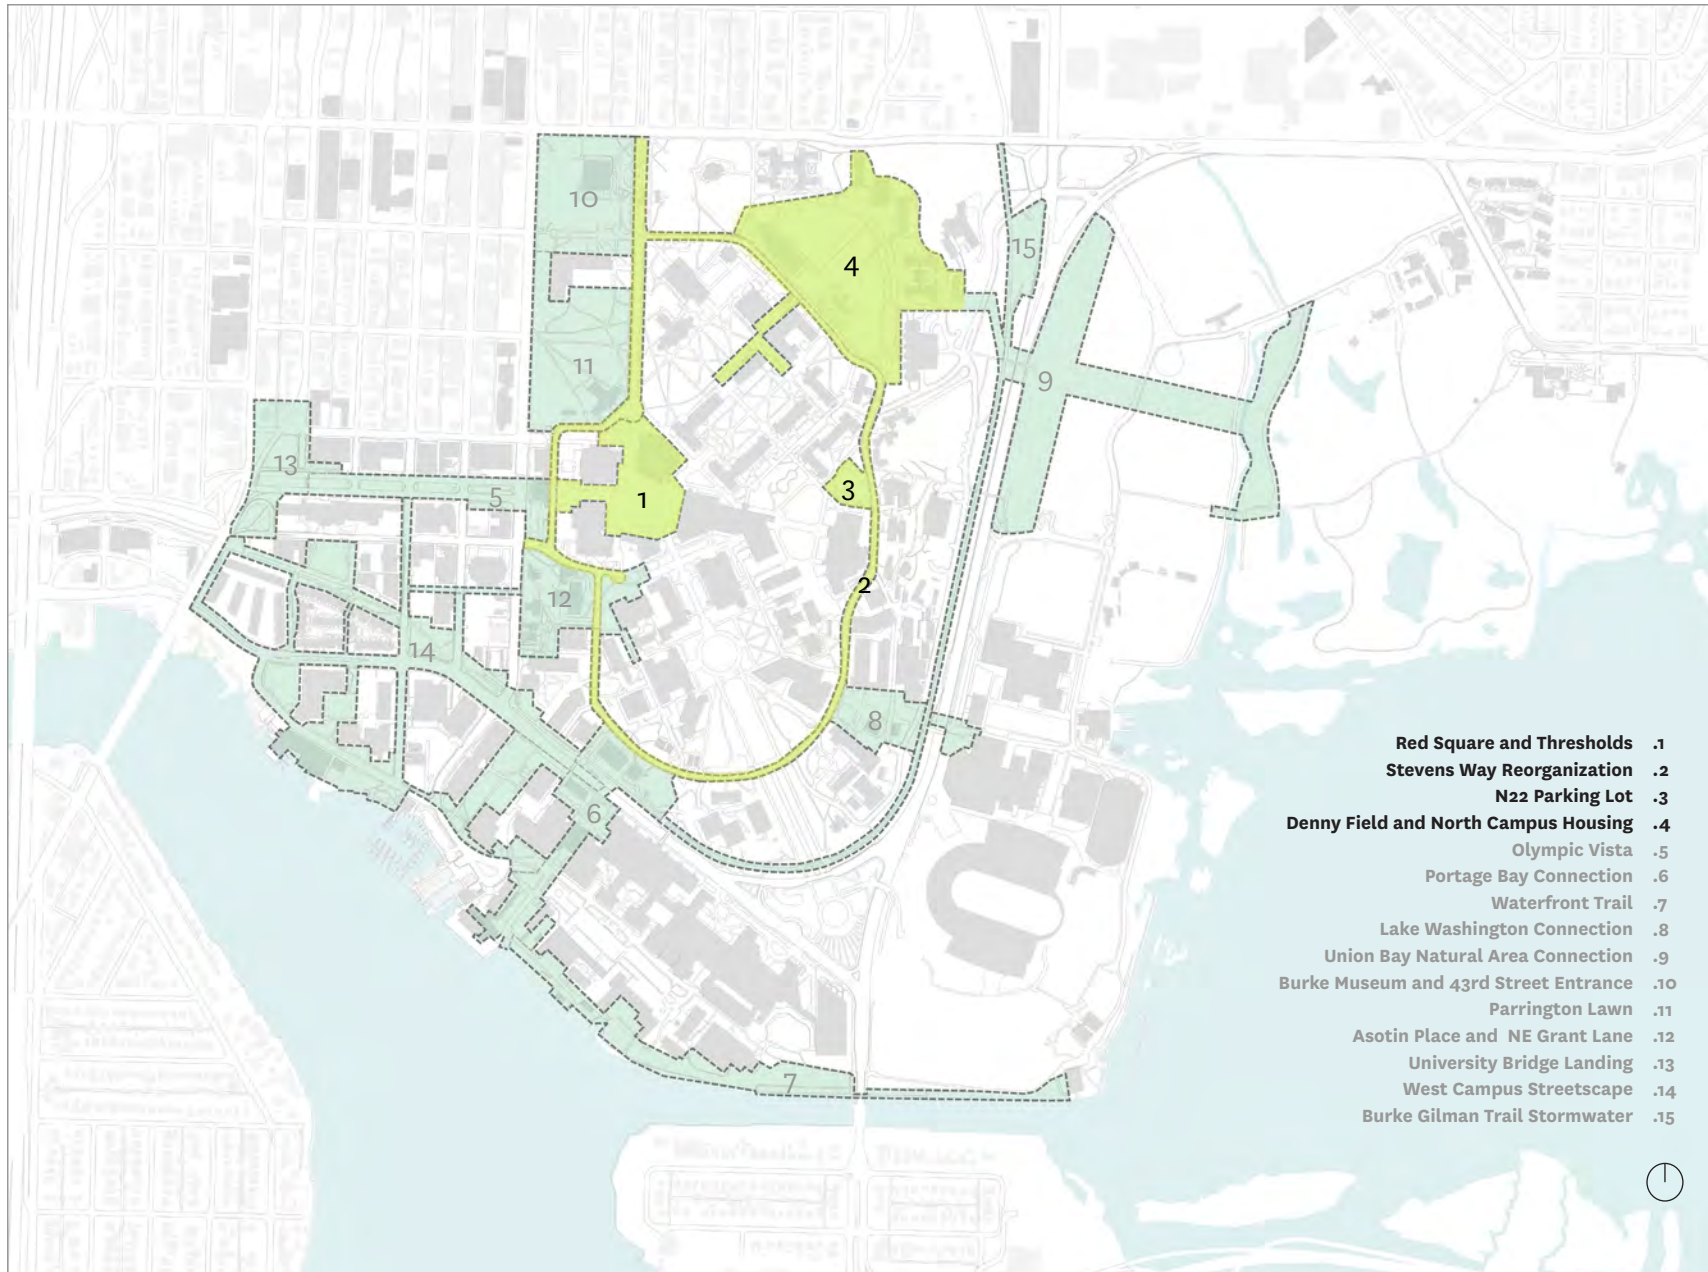 10
15
4
11
9
13
5
1
3
2
12
14
8
6
7
Red Square and Thresholds .1
Stevens Way Reorganization .2
N22 Parking Lot .3
Denny Field and North Campus Housing .4
Olympic Vista .5
Portage Bay Connection .6
Waterfront Trail .7
Lake Washington Connection .8
Union Bay Natural Area Connection .9
Burke Museum and 43rd Street Entrance .10
Parrington Lawn .11
Asotin Place and NE Grant Lane .12
University Bridge Landing .13
West Campus Streetscape .14
Burke Gilman Trail Stormwater .15